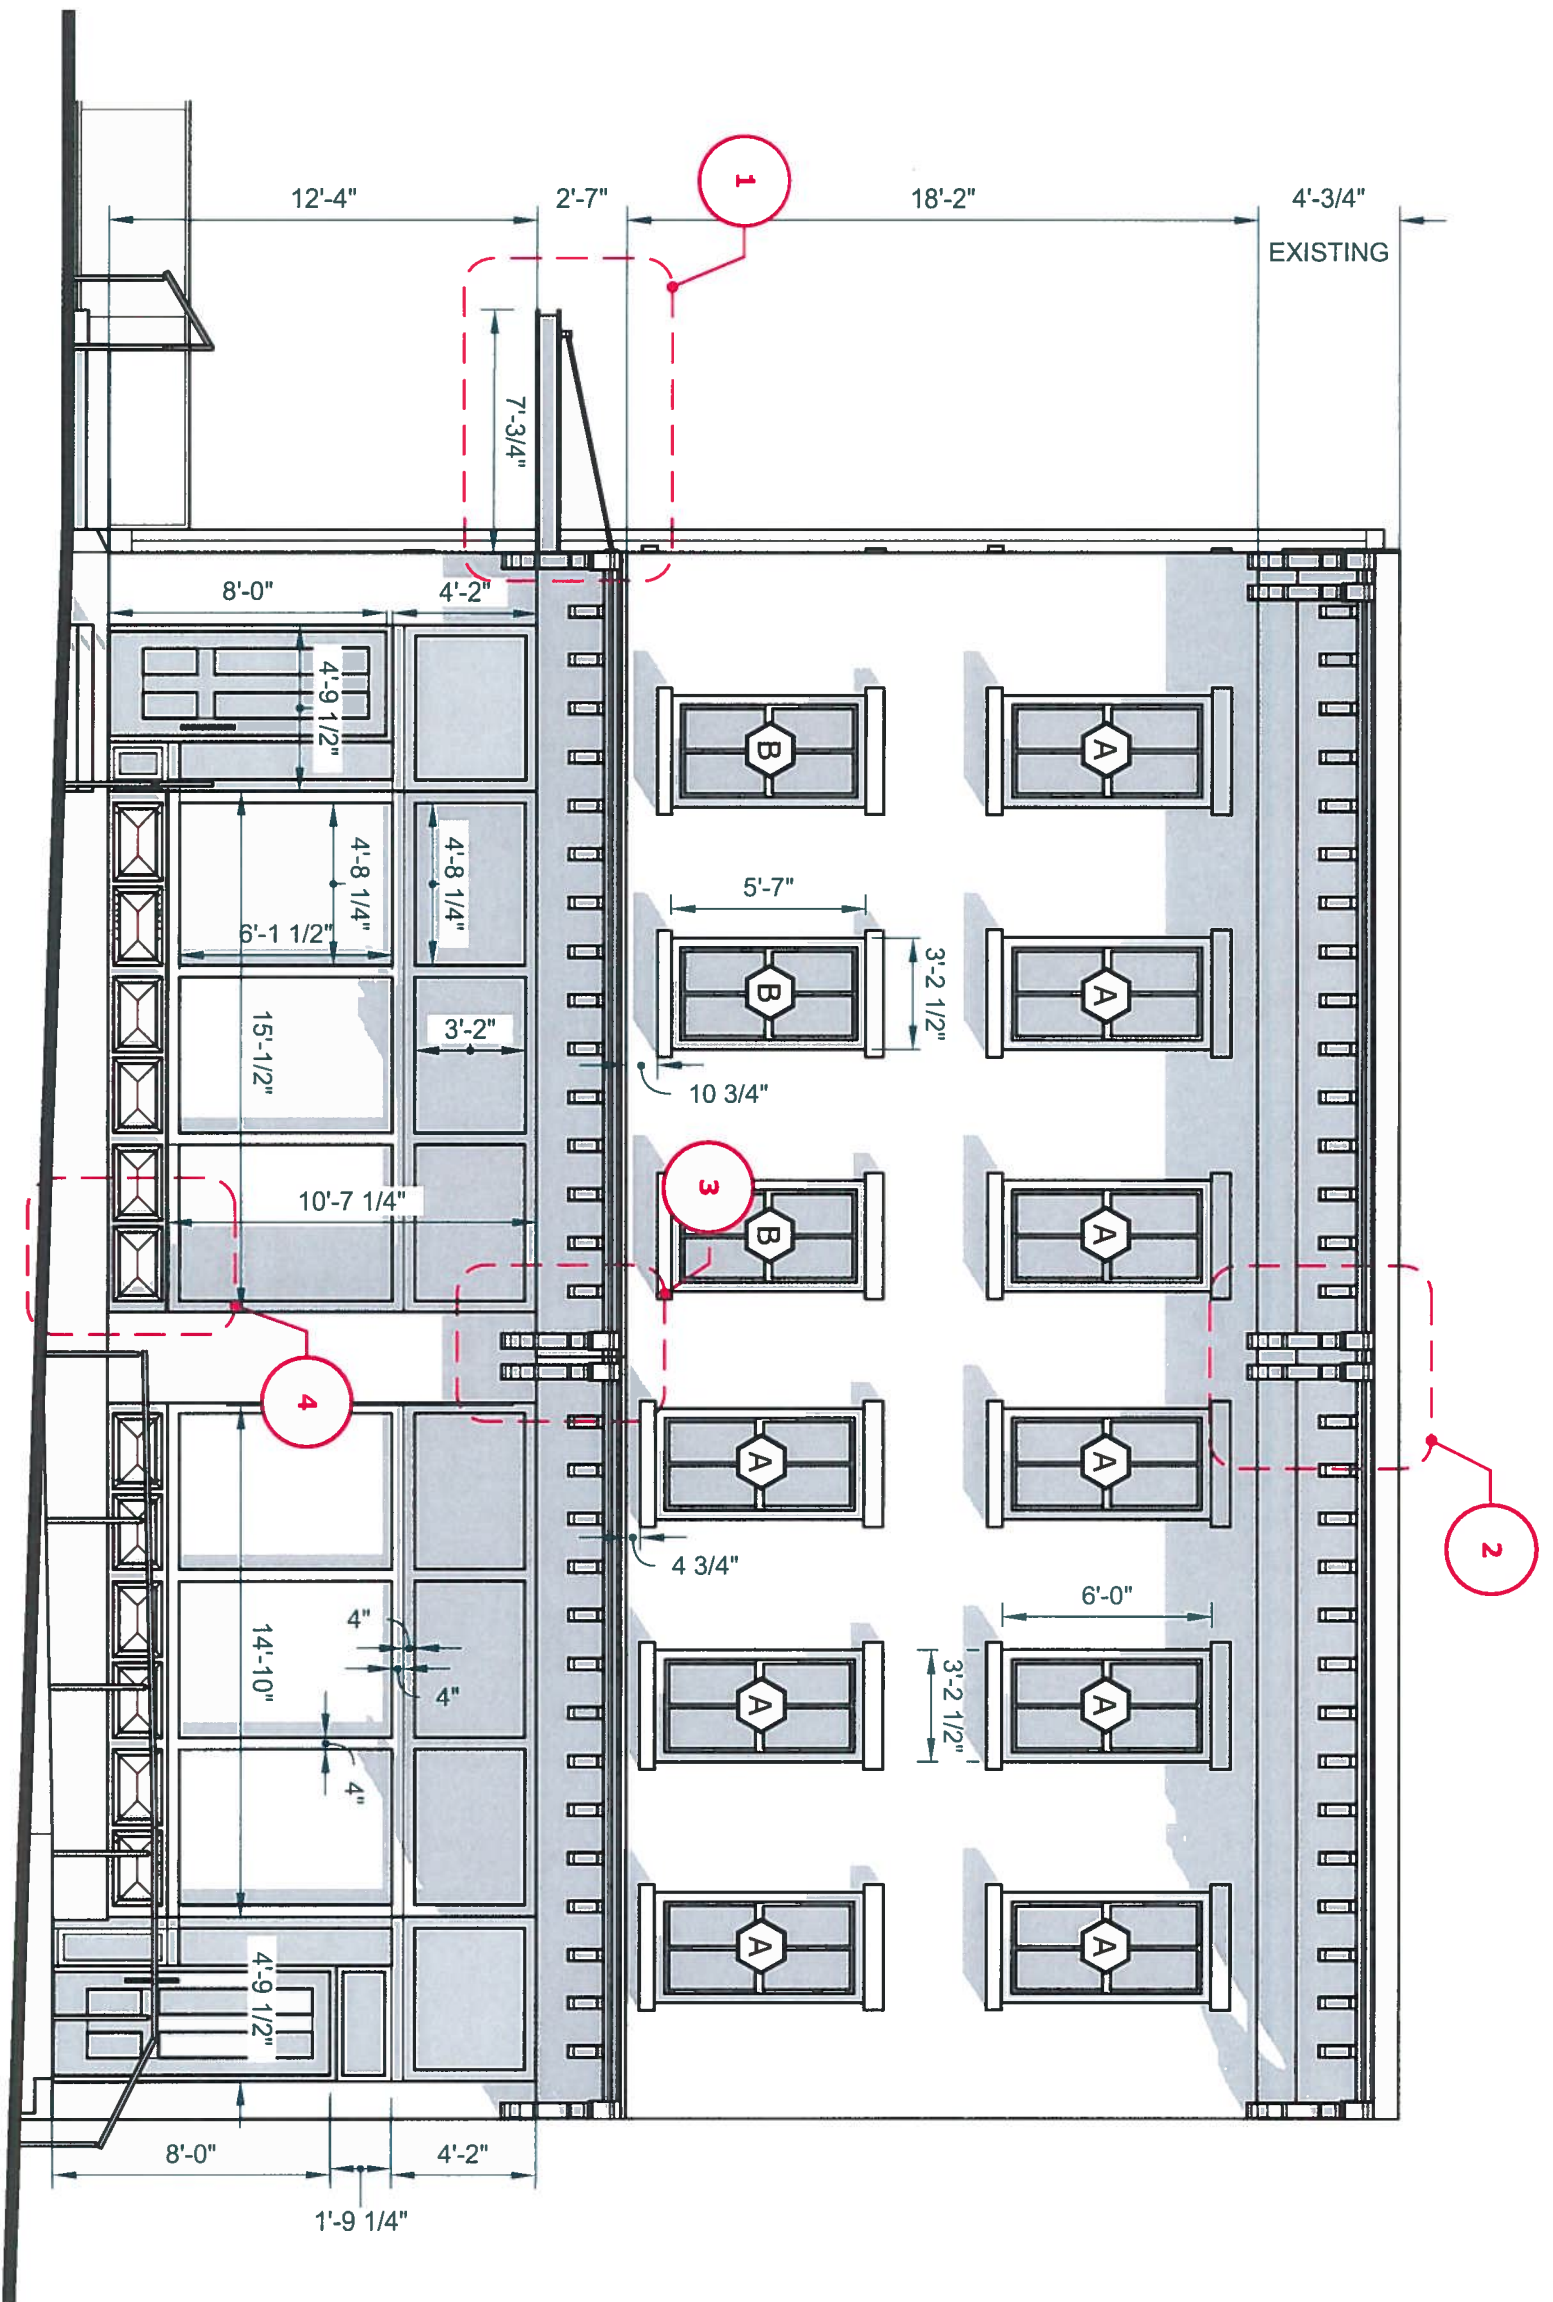 1
12'-4"
2'-7"
18'-2"
4'-3/4"
EXISTING
7'-3/4"
8'-0"
4'-2"
4'-9 1/2"
B
A
4'-8 1/4"
4'-8 1/4"
6'-1 1/2"
5'-7"
3'-2 1/2"
B
A
15'-1/2"
3'-2"
10 3/4"
10'-7 1/4"
3
B
A
4
A
A
2
4 3/4"
6'-0"
14'-10"
4"
4"
4"
3'-2 1/2"
A
A
A
A
4'-9 1/2"
8'-0"
4'-2"
1'-9 1/4"